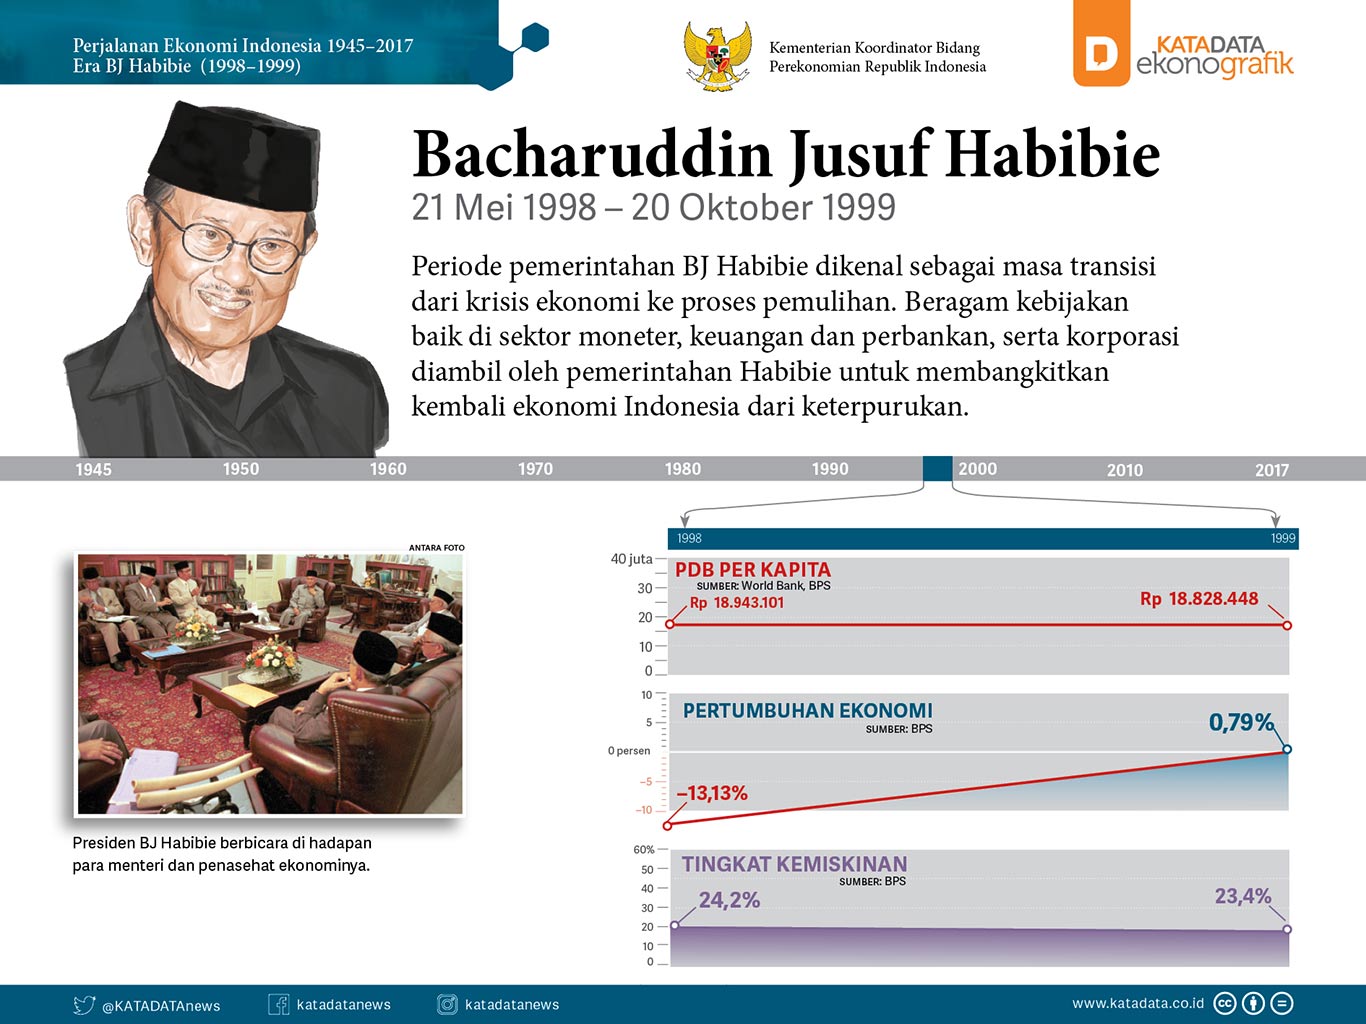 Perjalanan Ekonomi Indonesia 1945–2017
Era BJ Habibie (1998–1999)
Kementerian Koordinator Bidang
Perekonomian Republik Indonesia
D
KATADATA
ekonografik
Bacharuddin Jusuf Habibie
21 Mei 1998 – 20 Oktober 1999
Periode pemerintahan BJ Habibie dikenal sebagai masa transisi
dari krisis ekonomi ke proses pemulihan. Beragam kebijakan
baik di sektor moneter, keuangan dan perbankan, serta korporasi
diambil oleh pemerintahan Habibie untuk membangkitkan
kembali ekonomi Indonesia dari keterpurukan.
1945 1950 1960 1970 1980 1990 2000 2010 2017
ANTARA FOTO
Presiden BJ Habibie berbicara di hadapan
para menteri dan penasehat ekonominya.
1998 1999
40 juta
30
20
10
0
PDB PER KAPITA
SUMBER: World Bank, BPS
Rp 18.943.101
Rp 18.828.448
10
5
0 persen
–5
–10
PERTUMBUHAN EKONOMI
SUMBER: BPS
–13,13%
0,79%
60%
50
40
30
20
10
0
TINGKAT KEMISKINAN
SUMBER: BPS
24,2%
23,4%
@KATADATAnews
katadatanews
katadatanews
www.katadata.co.id
cc